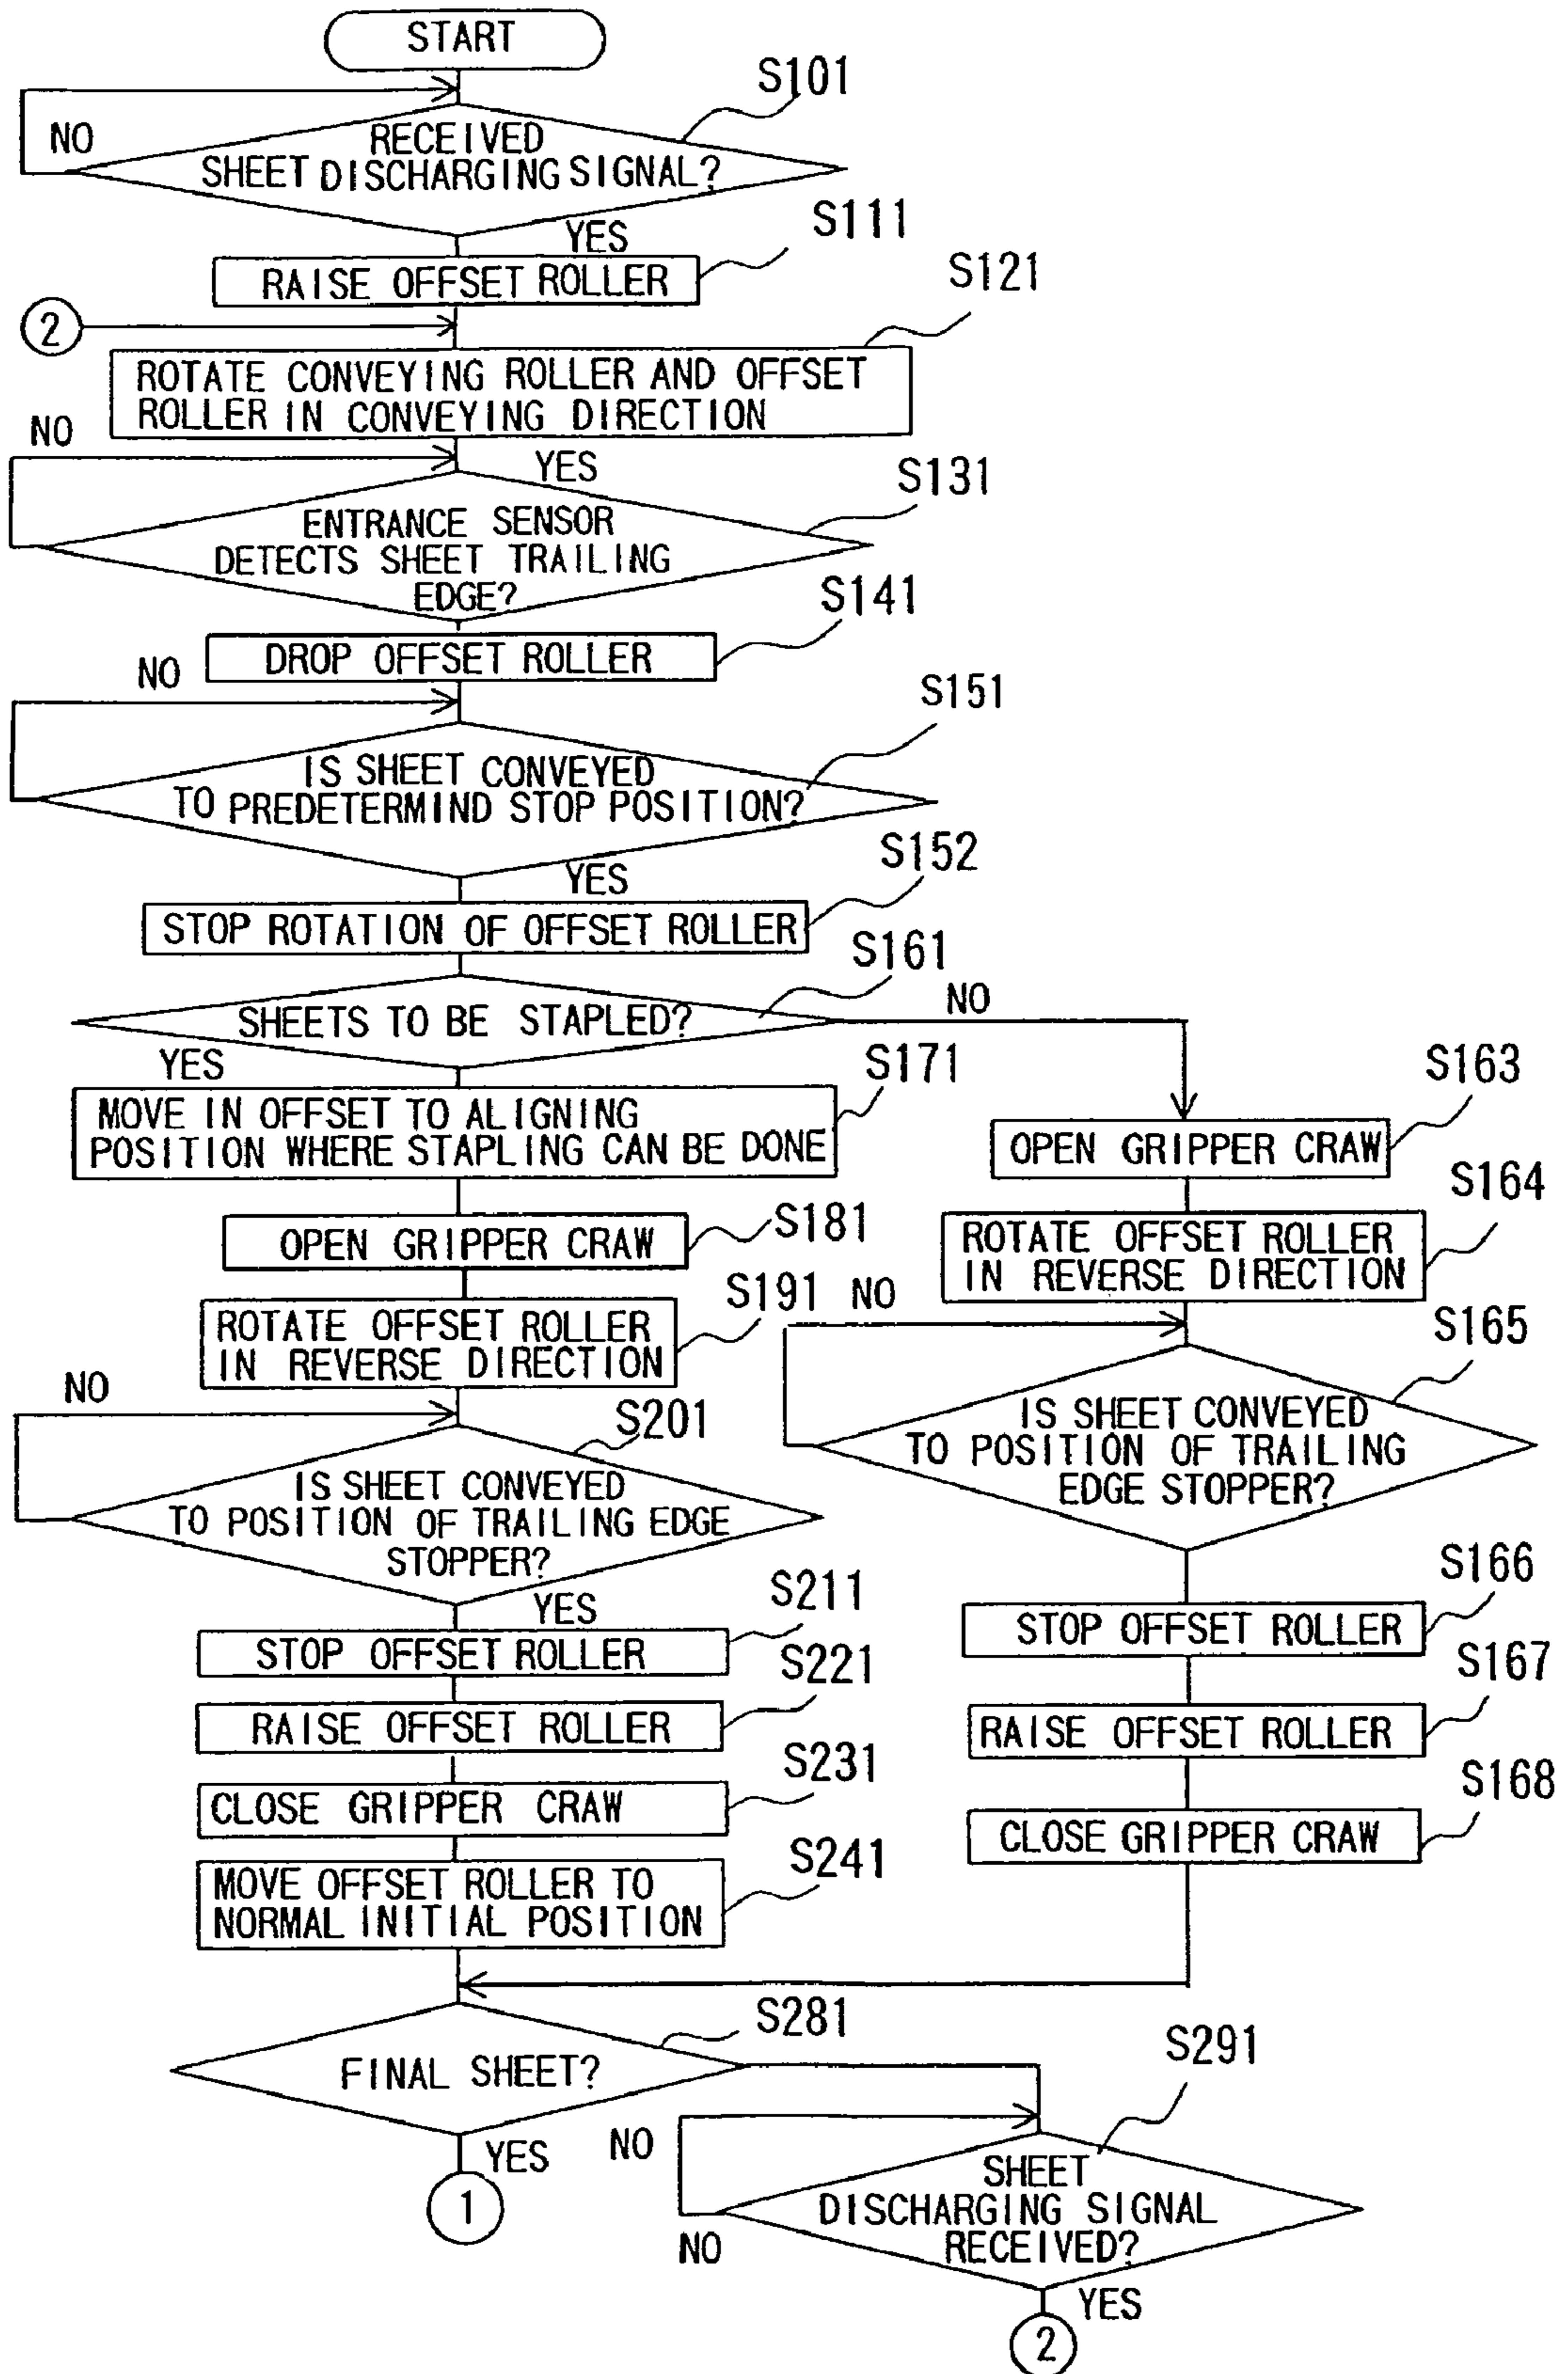 START
S101
NO
RECEIVED
SHEET DISCHARGING SIGNAL?
YES
S111
RAISE OFFSET ROLLER
2
S121
ROTATE CONVEYING ROLLER AND OFFSET
ROLLER IN CONVEYING DIRECTION
NO
YES
S131
ENTRANCE SENSOR
DETECTS SHEET TRAILING
EDGE?
S141
DROP OFFSET ROLLER
NO
S151
IS SHEET CONVEYED
TO PREDETERMIND STOP POSITION?
YES
S152
STOP ROTATION OF OFFSET ROLLER
S161
SHEETS TO BE STAPLED?
NO
YES
S171
MOVE IN OFFSET TO ALIGNING
POSITION WHERE STAPLING CAN BE DONE
S181
OPEN GRIPPER CRAW
S191
ROTATE OFFSET ROLLER
IN REVERSE DIRECTION
NO
S201
IS SHEET CONVEYED
TO POSITION OF TRAILING EDGE
STOPPER?
YES
S211
STOP OFFSET ROLLER
S221
RAISE OFFSET ROLLER
S231
CLOSE GRIPPER CRAW
S241
MOVE OFFSET ROLLER TO
NORMAL INITIAL POSITION
S163
OPEN GRIPPER CRAW
S164
ROTATE OFFSET ROLLER
IN REVERSE DIRECTION
NO
S165
IS SHEET CONVEYED
TO POSITION OF TRAILING
EDGE STOPPER?
S166
STOP OFFSET ROLLER
S167
RAISE OFFSET ROLLER
S168
CLOSE GRIPPER CRAW
S281
FINAL SHEET?
YES
1
S291
NO
SHEET
DISCHARGING SIGNAL
RECEIVED?
NO
YES
2